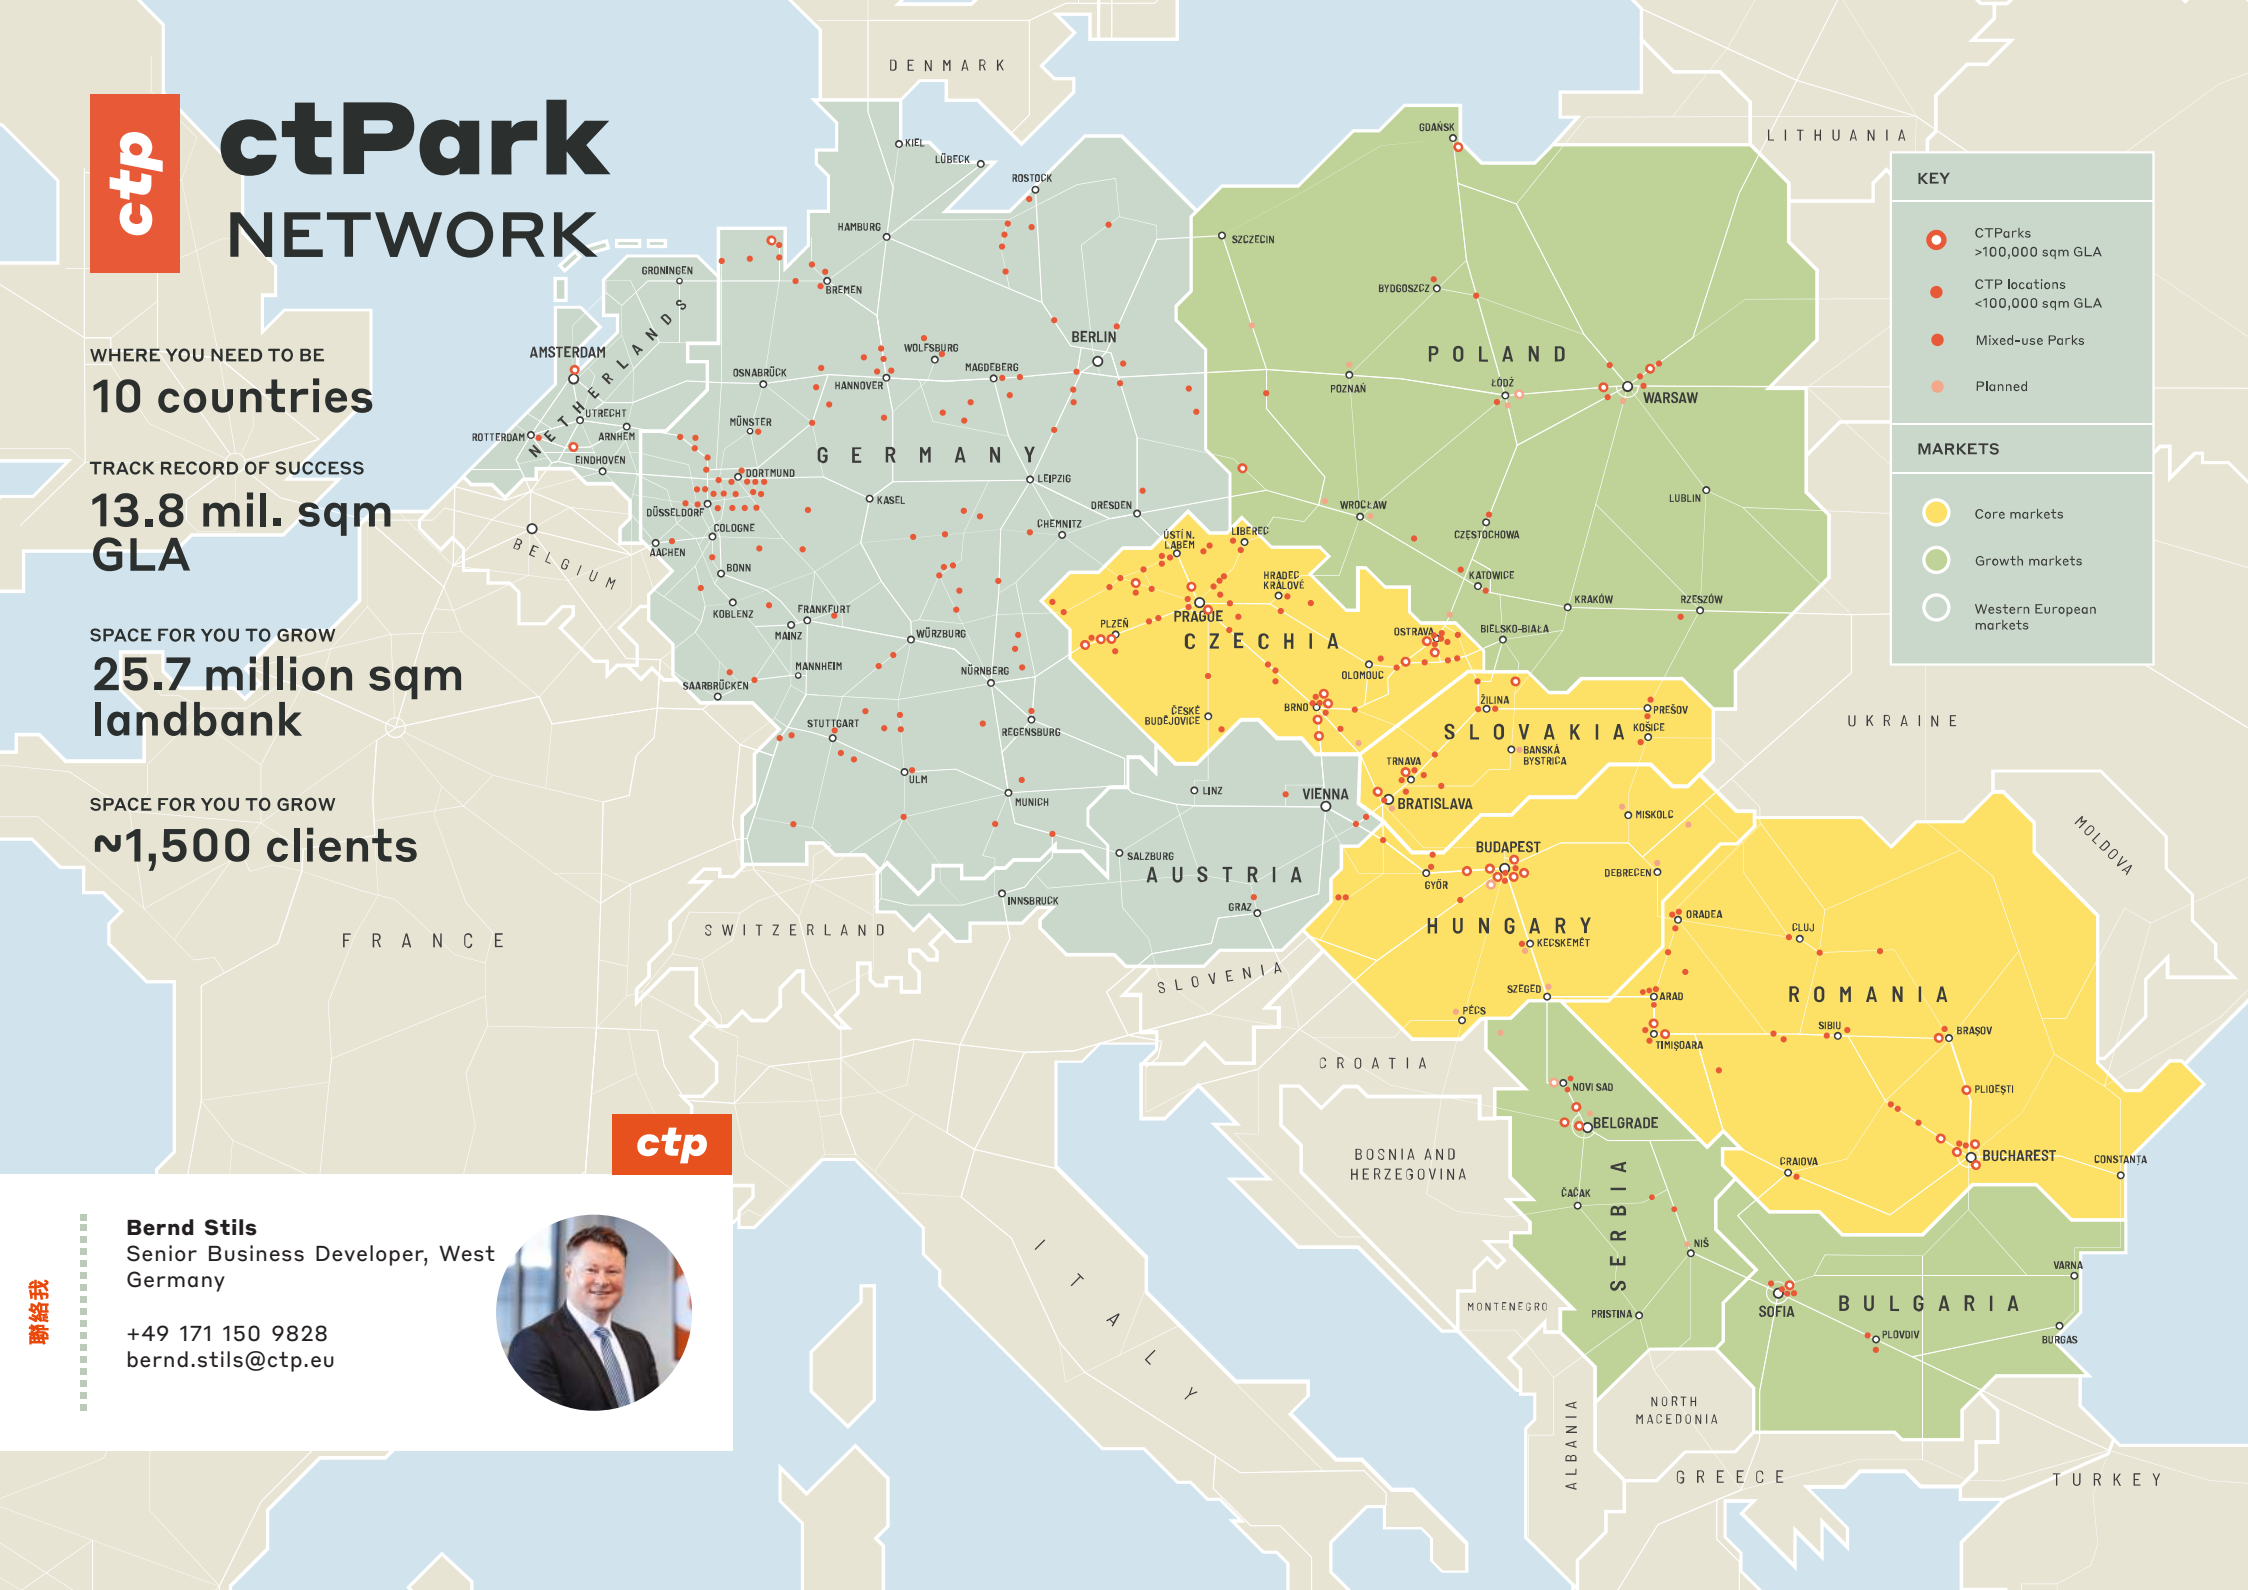 ctp
ctPark
NETWORK
WHERE YOU NEED TO BE
10 countries
TRACK RECORD OF SUCCESS
13.8 mil. sqm
GLA
SPACE FOR YOU TO GROW
25.7 million sqm
landbank
SPACE FOR YOU TO GROW
~1,500 clients
KEY
CTParks
>100,000 sqm GLA
CTP locations
<100,000 sqm GLA
Mixed-use Parks
Planned
MARKETS
Core markets
Growth markets
Western European
markets
DENMARK
LITHUANIA
NETHERLANDS
GRONINGEN
AMSTERDAM
UTRECHT
ROTTERDAM
ARNHEM
EINDHOVEN
BELGIUM
GERMANY
KIEL
LÜBECK
ROSTOCK
HAMBURG
BREMEN
BERLIN
WOLFSBURG
MAGDEBERG
OSNABRÜCK
HANNOVER
MÜNSTER
DORTMUND
LEIPZIG
KASEL
DÜSSELDORF
DRESDEN
CHEMNITZ
COLOGNE
AACHEN
BONN
KOBLENZ
FRANKFURT
MAINZ
WÜRZBURG
MANNHEIM
NÜRNBERG
SAARBRÜCKEN
STUTTGART
REGENSBURG
ULM
MUNICH
POLAND
GDAŃSK
SZCZECIN
BYDGOSZCZ
POZNAŃ
ŁÓDŹ
WARSAW
LUBLIN
WROCŁAW
CZĘSTOCHOWA
KATOWICE
KRAKÓW
RZESZÓW
BIELSKO-BIAŁA
CZECHIA
ÚSTÍ N.
LABEM
LIBEREC
HRADEC
KRÁLOVÉ
PRAGUE
PLZEŇ
OSTRAVA
OLOMOUC
BRNO
ČESKÉ
BUDĚJOVICE
SLOVAKIA
ŽILINA
PREŠOV
KOŠICE
BANSKÁ
BYSTRICA
TRNAVA
BRATISLAVA
AUSTRIA
LINZ
VIENNA
SALZBURG
INNSBRUCK
GRAZ
HUNGARY
MISKOLC
BUDAPEST
GYŐR
DEBRECEN
KECSKEMÉT
SZEGED
PÉCS
ROMANIA
ORADEA
CLUJ
ARAD
TIMIȘOARA
SIBIU
BRAȘOV
PLIOEȘTI
BUCHAREST
CRAIOVA
CONSTANȚA
SERBIA
NOVI SAD
BELGRADE
ČAČAK
NIŠ
PRISTINA
BULGARIA
SOFIA
PLOVDIV
VARNA
BURGAS
UKRAINE
MOLDOVA
FRANCE
SWITZERLAND
SLOVENIA
CROATIA
BOSNIA AND
HERZEGOVINA
MONTENEGRO
ITALY
ALBANIA
NORTH
MACEDONIA
GREECE
TURKEY
ctp
聯絡我
Bernd Stils
Senior Business Developer, West
Germany
+49 171 150 9828
bernd.stils@ctp.eu